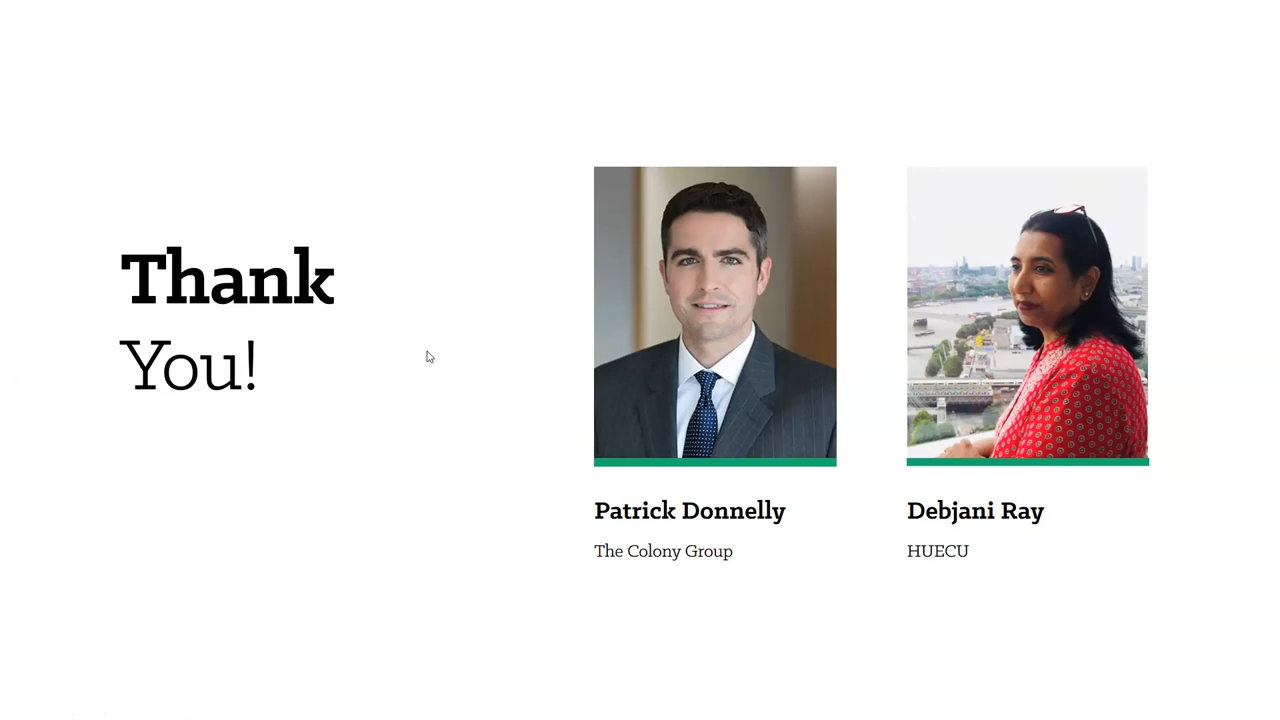 Thank
You!
Patrick Donnelly
The Colony Group
Debjani Ray
HUECU